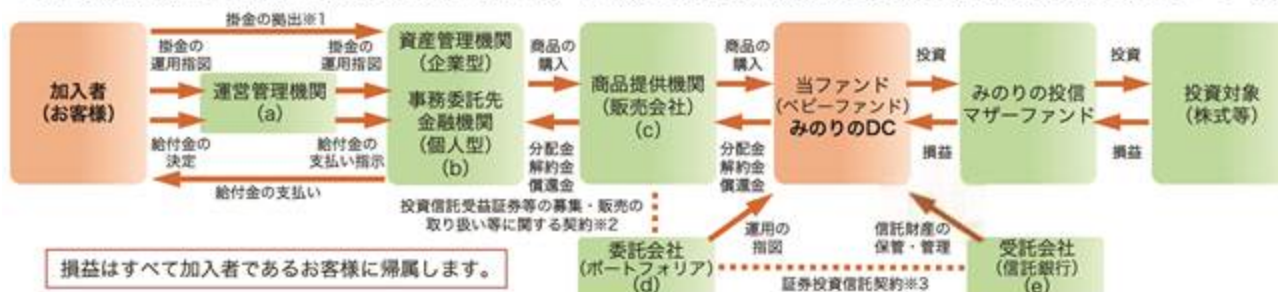 掛金の拠出※1
掛金の
運用指図
掛金の
運用指図
加入者
(お客様)
運営管理機関
(a)
給付金の
決定
給付金の
支払い指示
給付金の支払い
資産管理機関
(企業型)
事務委託先
金融機関
(個人型)
(b)
商品の
購入
分配金
解約金
償還金
商品提供機関
(販売会社)
(c)
商品の
購入
分配金
解約金
償還金
当ファンド
(ベビーファンド)
みのりのDC
投資
損益
みのりの投信
マザーファンド
投資
損益
投資対象
(株式等)
投資信託受益証券等の募集・販売の
取り扱い等に関する契約※2
運用の
指図
信託財産の
保管・管理
委託会社
(ポートフォリア)
(d)
証券投資信託契約※3
受託会社
(信託銀行)
(e)
損益はすべて加入者であるお客様に帰属します。